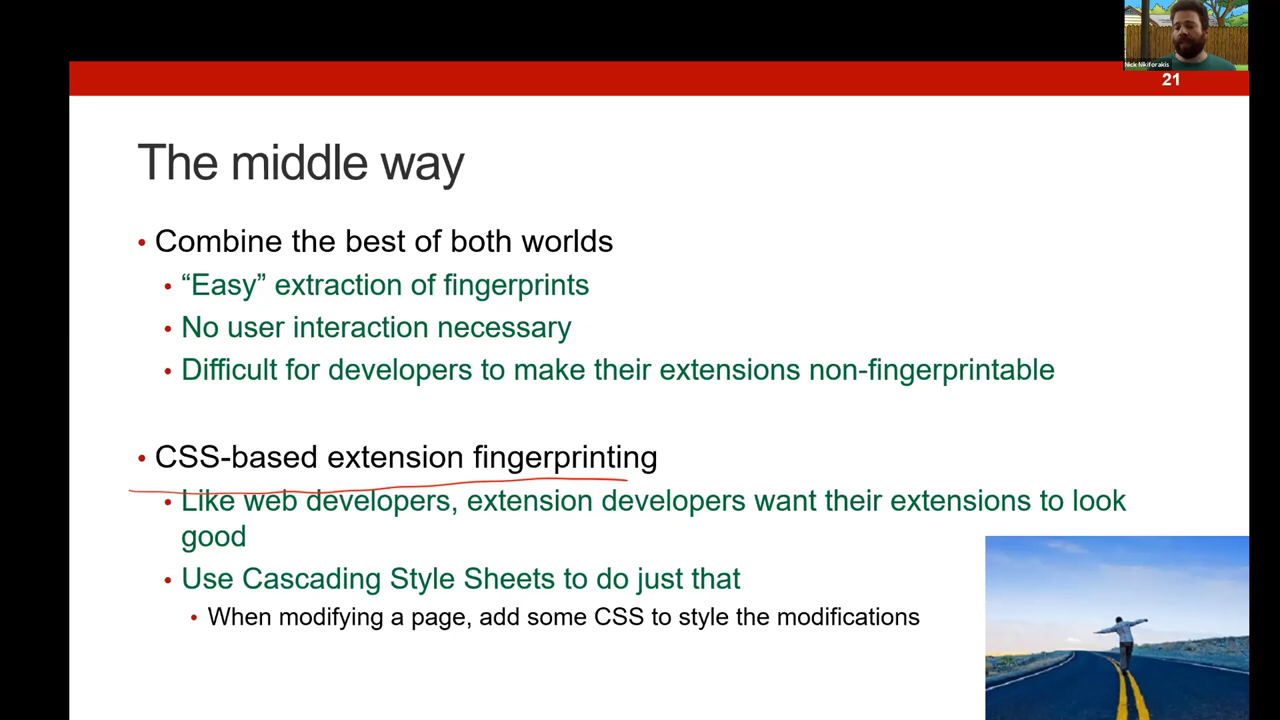 Nick Nikiforakis
21
The middle way
• Combine the best of both worlds
• “Easy” extraction of fingerprints
• No user interaction necessary
• Difficult for developers to make their extensions non-fingerprintable
• CSS-based extension fingerprinting
• Like web developers, extension developers want their extensions to look
good
• Use Cascading Style Sheets to do just that
• When modifying a page, add some CSS to style the modifications